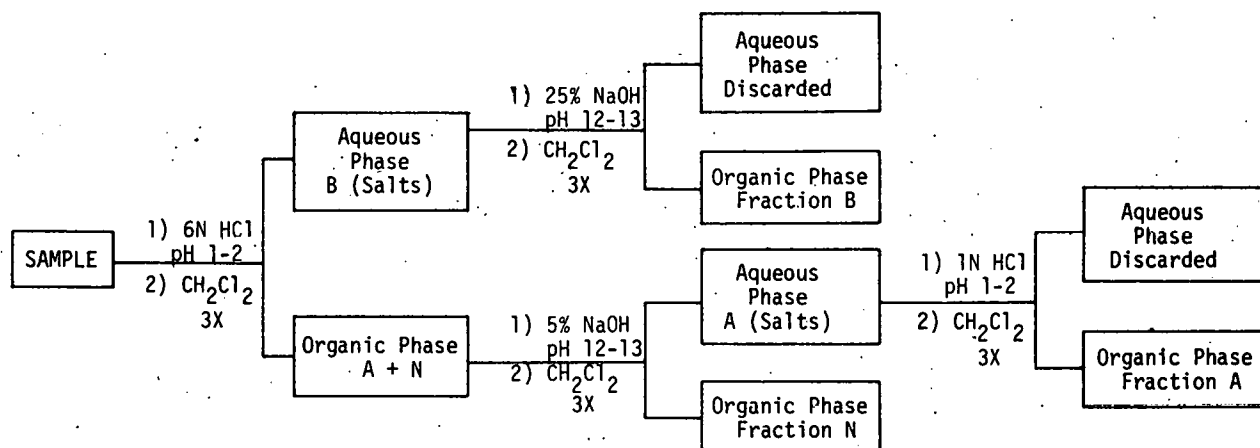 SAMPLE
1) 6N HCl
pH 1-2
2) CH2Cl2
3X
Aqueous
Phase
B (Salts)
Organic Phase
A + N
1) 25% NaOH
pH 12-13
2) CH2Cl2
3X
Aqueous
Phase
Discarded
Organic Phase
Fraction B
1) 5% NaOH
pH 12-13
2) CH2Cl2
3X
Aqueous
Phase
A (Salts)
Organic Phase
Fraction N
1) 1N HCl
pH 1-2
2) CH2Cl2
3X
Aqueous
Phase
Discarded
Organic Phase
Fraction A